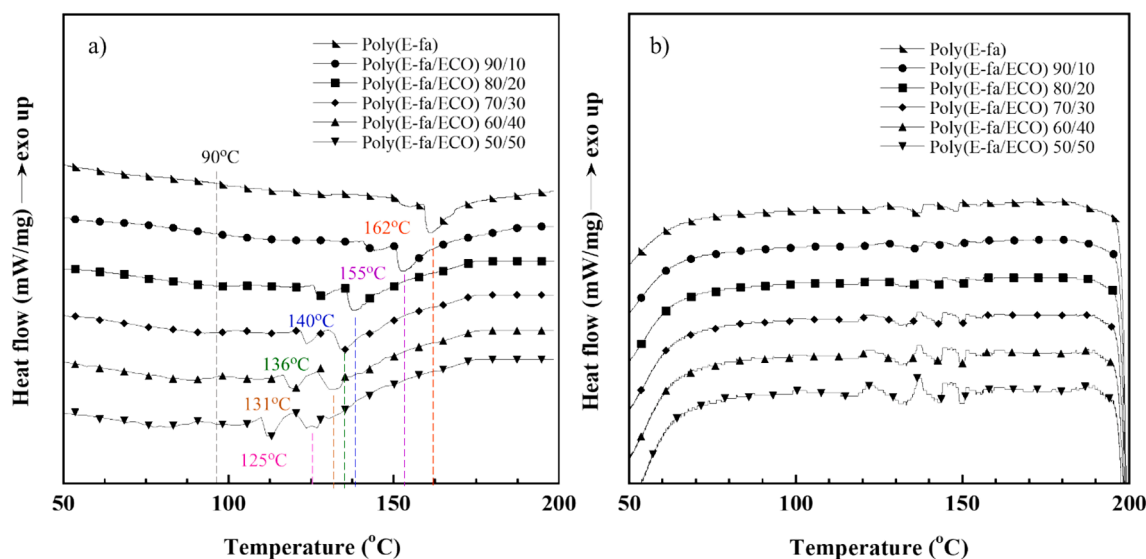 a)
Poly(E-fa)
Poly(E-fa/ECO) 90/10
Poly(E-fa/ECO) 80/20
Poly(E-fa/ECO) 70/30
Poly(E-fa/ECO) 60/40
Poly(E-fa/ECO) 50/50
90°C
162°C
155°C
140°C
136°C
131°C
125°C
Heat flow (mW/mg) → exo up
50 100 150 200
Temperature (°C)
b)
Poly(E-fa)
Poly(E-fa/ECO) 90/10
Poly(E-fa/ECO) 80/20
Poly(E-fa/ECO) 70/30
Poly(E-fa/ECO) 60/40
Poly(E-fa/ECO) 50/50
Heat flow (mW/mg) → exo up
50 100 150 200
Temperature (°C)